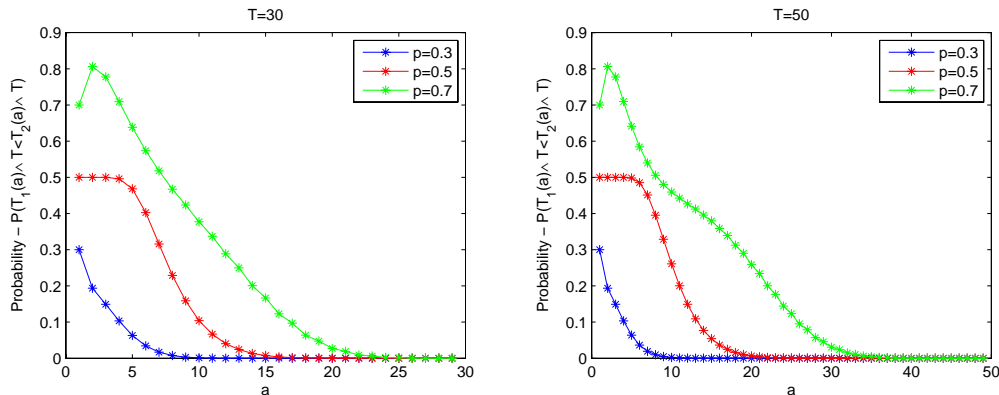 T=30
Probability − P(T₁(a)∧ T<T₂(a)∧ T)
0.9
0.8
0.7
0.6
0.5
0.4
0.3
0.2
0.1
0
p=0.3
p=0.5
p=0.7
0 5 10 15 20 25 30
a
T=50
Probability − P(T₁(a)∧ T<T₂(a)∧ T)
0.9
0.8
0.7
0.6
0.5
0.4
0.3
0.2
0.1
0
p=0.3
p=0.5
p=0.7
0 10 20 30 40 50
a